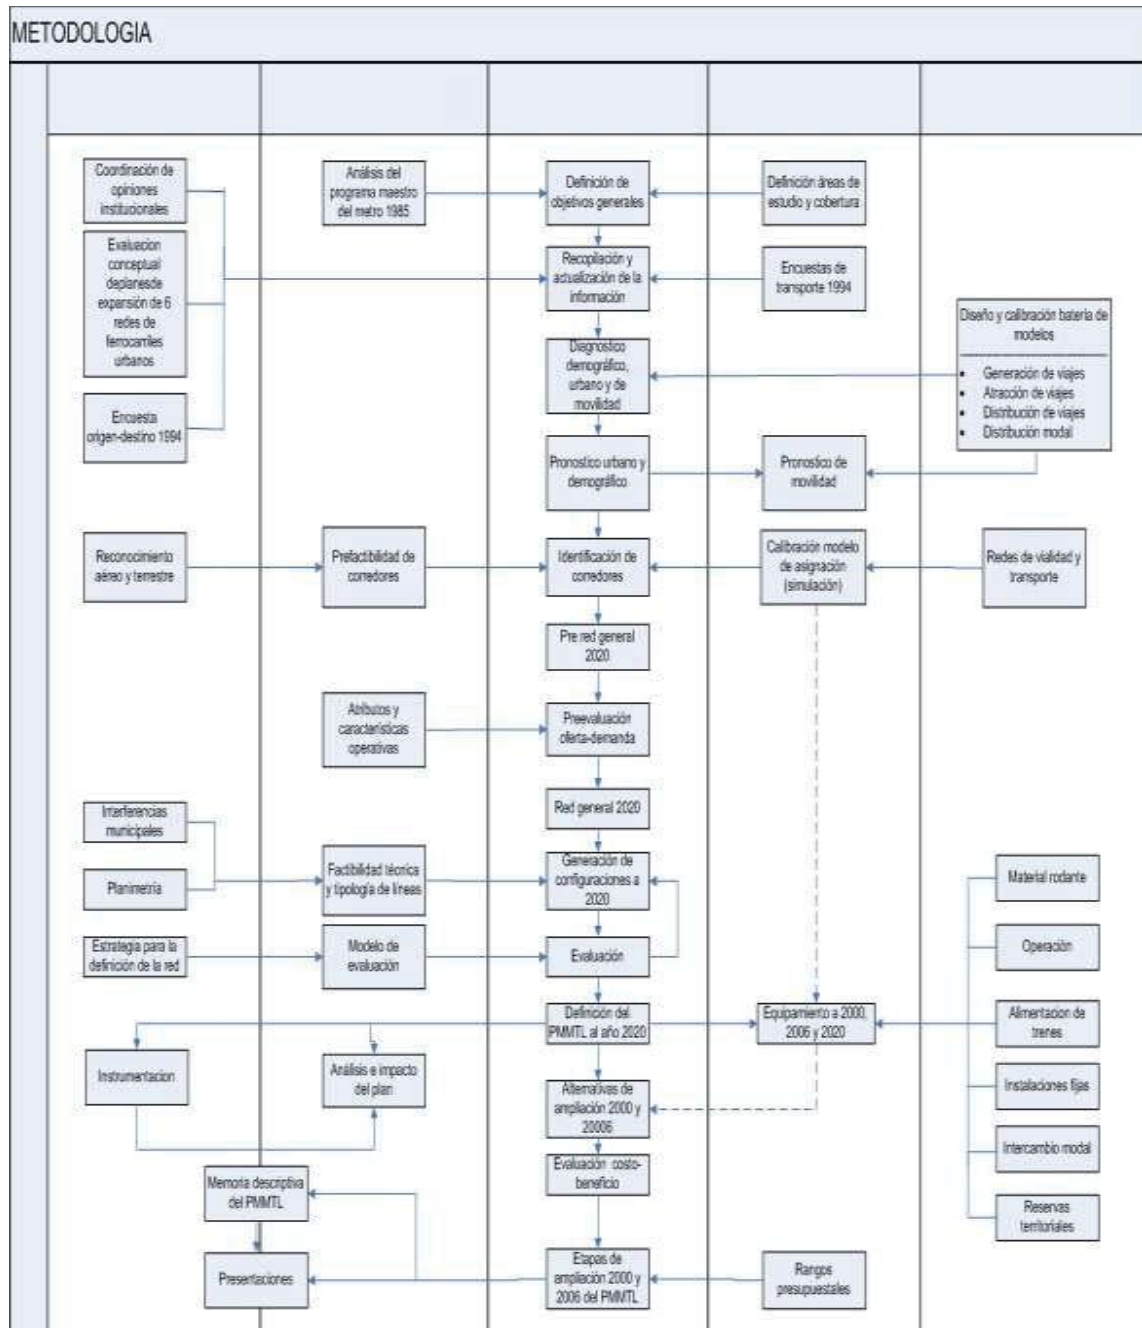 METODOLOGIA
Coordinación de
opiniones
institucionales
Análisis del
programa maestro
del metro 1985
Definición de
objetivos generales
Definición áreas de
estudio y cobertura
Evaluacion
conceptual
deplanesde
expansión de 6
redes de
ferrocarriles
urbanos
Recopilación y
actualización de la
información
Encuestas de
transporte 1994
Diseño y calibración batería de
modelos
• Generación de viajes
• Atracción de viajes
• Distribución de viajes
• Distribución modal
Diagnostico
demográfico,
urbano y de
movilidad
Encuesta
origen-destino 1994
Pronostico urbano y
demográfico
Pronostico de
movilidad
Reconocimiento
aéreo y terrestre
Prefactibilidad de
corredores
Identificación de
corredores
Calibración modelo
de asignación
(simulación)
Redes de vialidad y
transporte
Pre red general
2020
Atributos y
características
operativas
Preevaluación
oferta-demanda
Red general 2020
Interferencias
municipales
Planimetría
Factibilidad técnica
y tipología de líneas
Generación de
configuraciones a
2020
Material rodante
Estrategia para la
definición de la red
Modelo de
evaluación
Evaluación
Operación
Definición del
PMMTL al año 2020
Equipamiento a 2000,
2006 y 2020
Alimentacion de
trenes
Instrumentacion
Análisis e impacto
del plan
Alternativas de
ampliación 2000 y
20006
Instalaciones fijas
Evaluación costo-
beneficio
Intercambio modal
Memoria descriptiva
del PMMTL
Reservas
territoriales
Presentaciones
Etapas de
ampliación 2000 y
2006 del PMMTL
Rangos
presupuestales